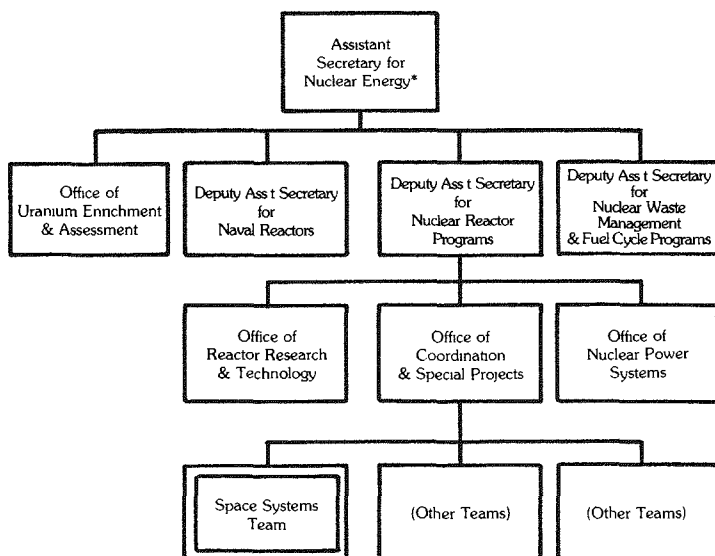 Assistant
Secretary for
Nuclear Energy*
Office of
Uranium Enrichment
& Assessment
Deputy Ass t Secretary
for
Naval Reactors
Deputy Ass t Secretary
for
Nuclear Reactor
Programs
Deputy Ass t Secretary
for
Nuclear Waste
Management
& Fuel Cycle Programs
Office of
Reactor Research
& Technology
Office of
Coordination
& Special Projects
Office of
Nuclear Power
Systems
Space Systems
Team
(Other Teams)
(Other Teams)